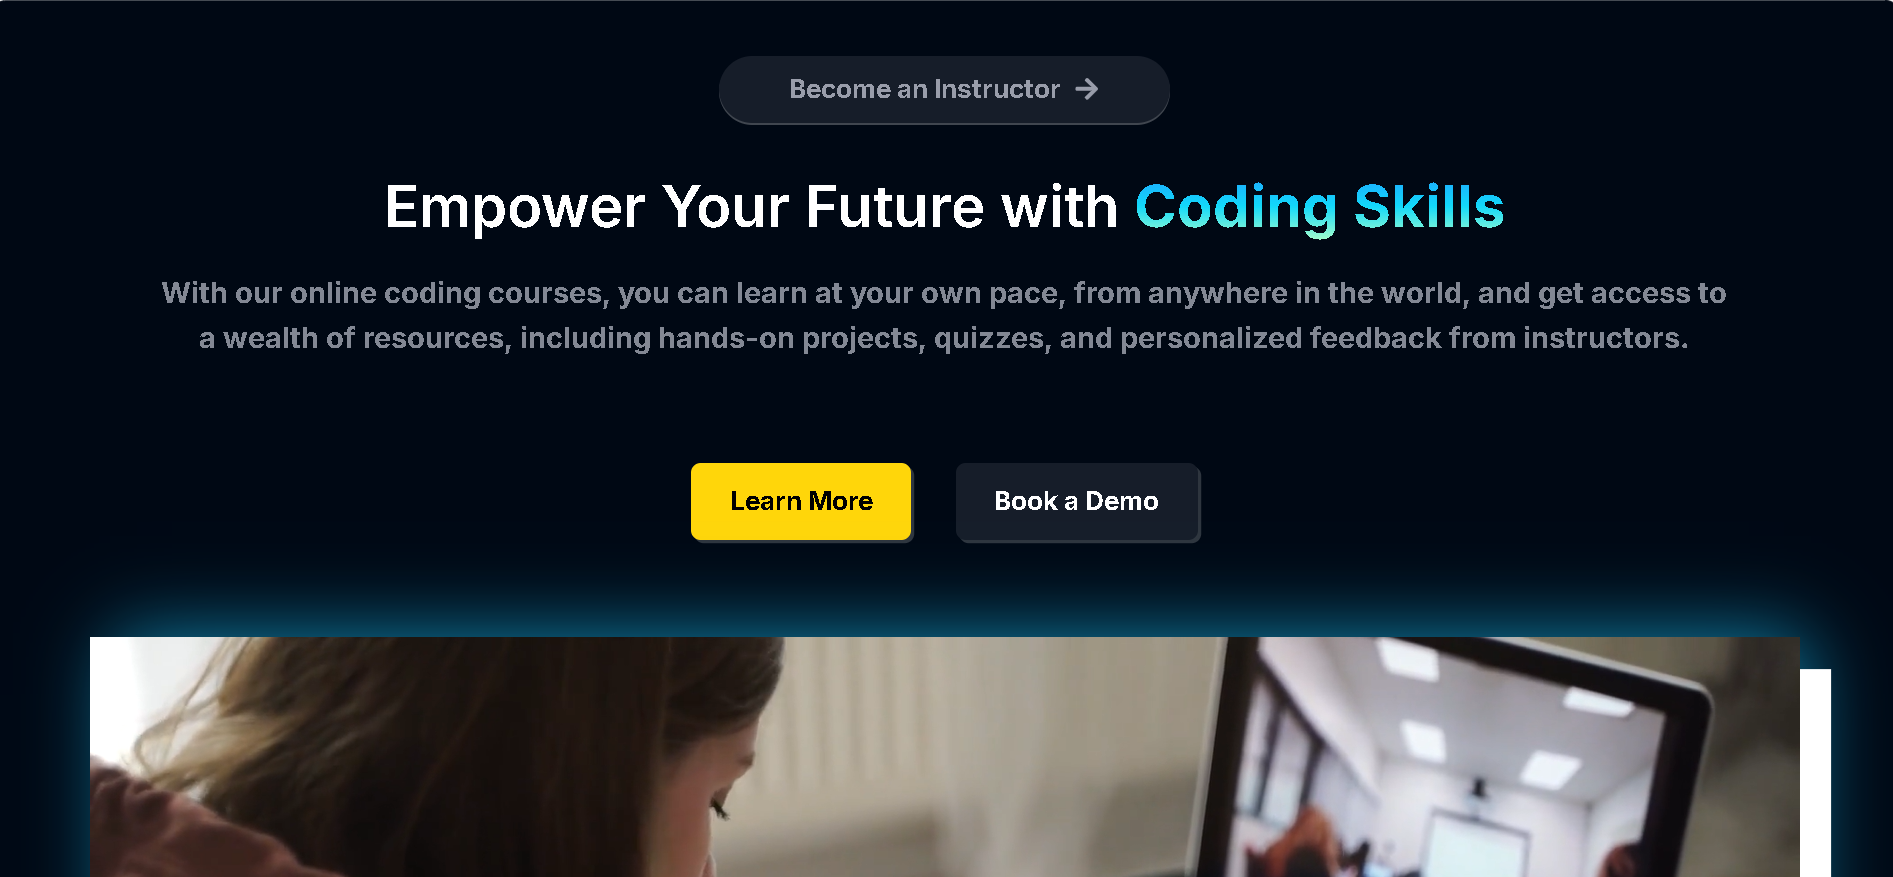 Become an Instructor →
Empower Your Future with Coding Skills
With our online coding courses, you can learn at your own pace, from anywhere in the world, and get access to
a wealth of resources, including hands-on projects, quizzes, and personalized feedback from instructors.
Learn More
Book a Demo